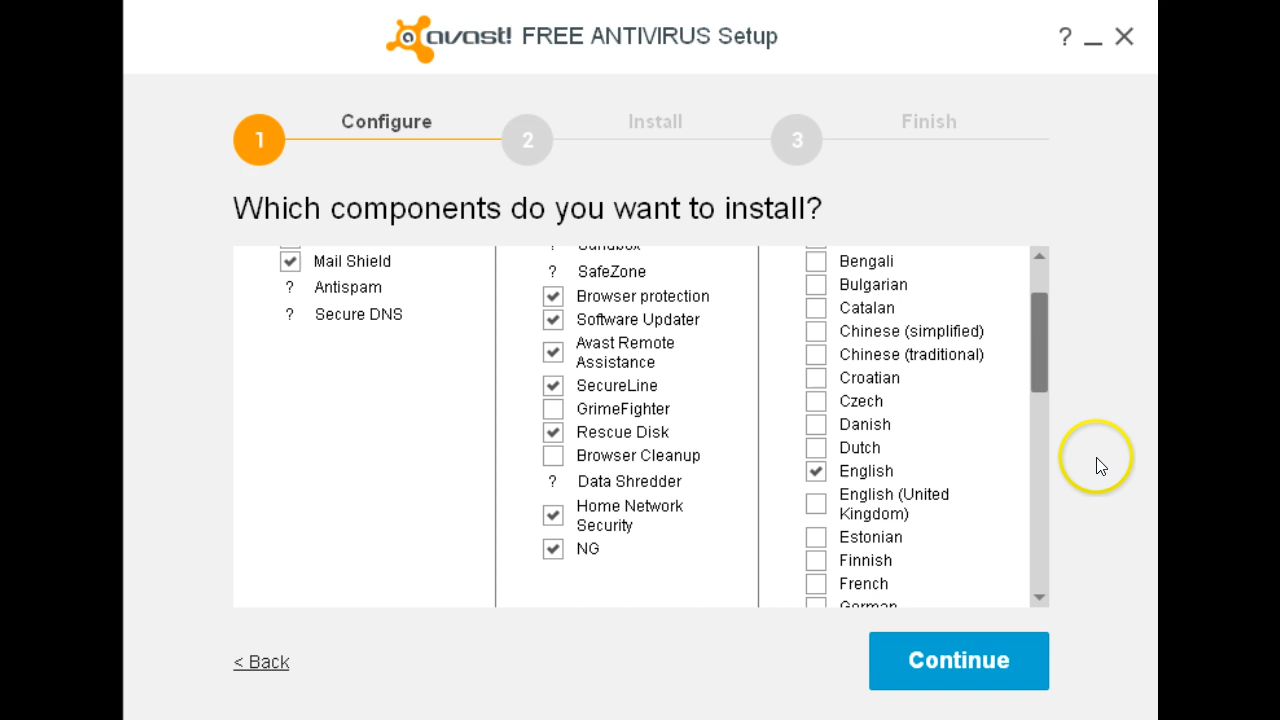 avast! FREE ANTIVIRUS Setup
? _ X
Configure
Install
Finish
1
2
3
Which components do you want to install?
Mail Shield
? Antispam
? Secure DNS
? Sandbox
? SafeZone
Browser protection
Software Updater
Avast Remote
Assistance
SecureLine
GrimeFighter
Rescue Disk
Browser Cleanup
? Data Shredder
Home Network
Security
NG
Bengali
Bulgarian
Catalan
Chinese (simplified)
Chinese (traditional)
Croatian
Czech
Danish
Dutch
English
English (United
Kingdom)
Estonian
Finnish
French
German
< Back
Continue